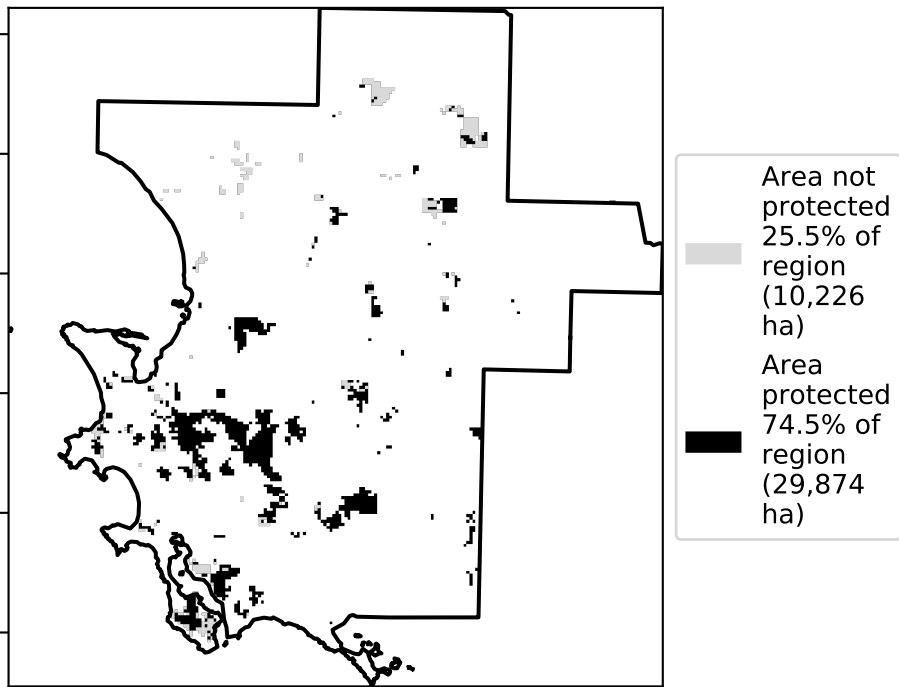 Area not
protected
25.5% of
region
(10,226
ha)
Area
protected
74.5% of
region
(29,874
ha)